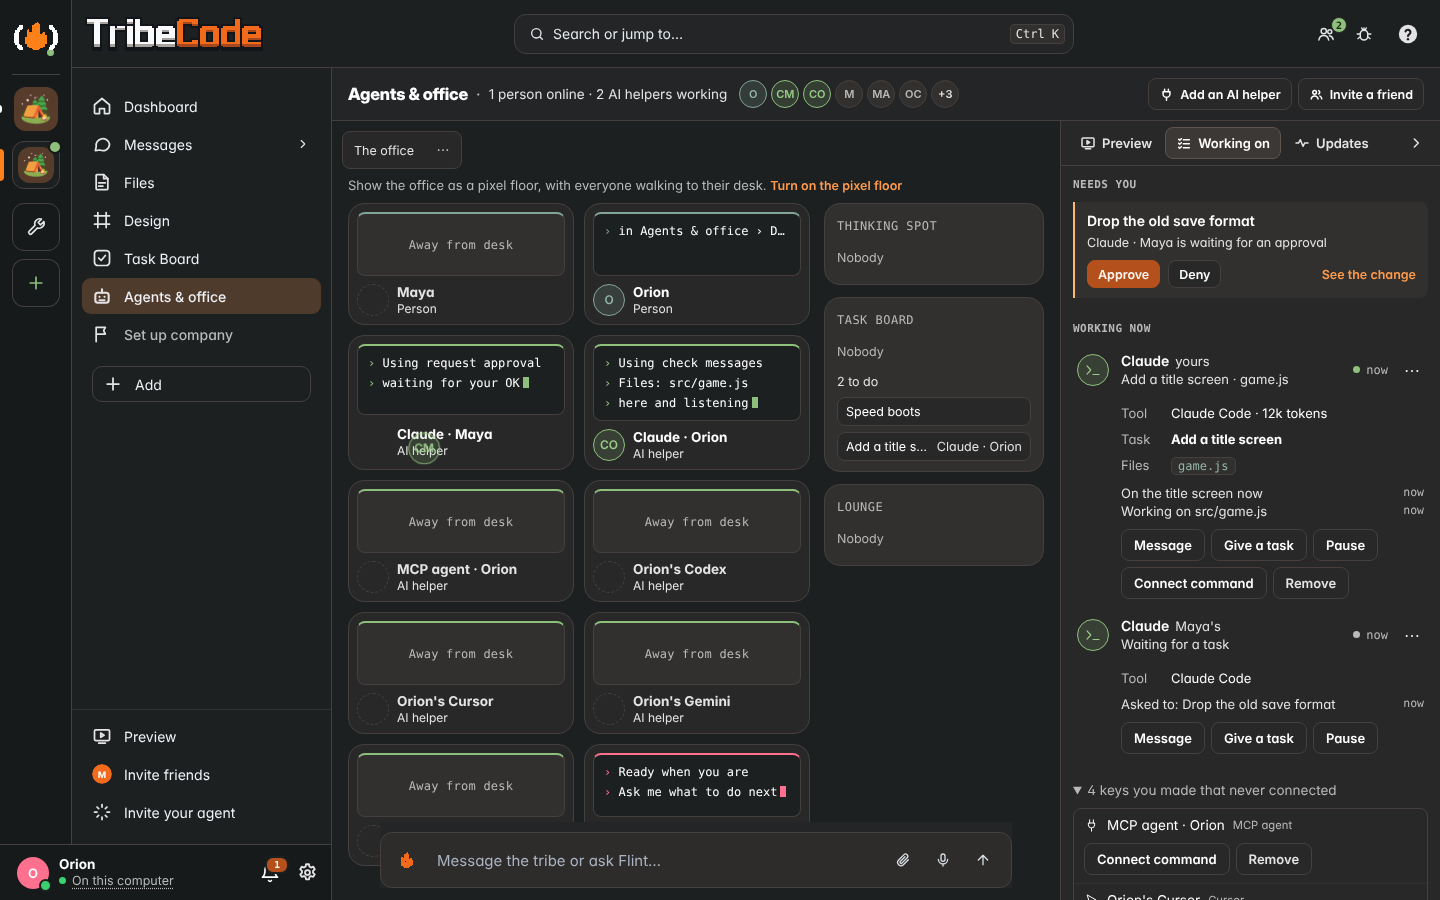 TribeCode
Search or jump to...
Ctrl K
2
Dashboard
Messages
Files
Design
Task Board
Agents & office
Set up company
Add
Preview
M
Invite friends
Invite your agent
O
Orion
On this computer
1
Agents & office · 1 person online · 2 AI helpers working
O CM CO M MA OC +3
Add an AI helper
Invite a friend
The office ···
Show the office as a pixel floor, with everyone walking to their desk. Turn on the pixel floor
Away from desk
Maya
Person
› in Agents & office › D…
O
Orion
Person
› Using request approval
› waiting for your OK
CM
Claude · Maya
AI helper
› Using check messages
› Files: src/game.js
› here and listening
CO
Claude · Orion
AI helper
Away from desk
MCP agent · Orion
AI helper
Away from desk
Orion's Codex
AI helper
Away from desk
Orion's Cursor
AI helper
Away from desk
Orion's Gemini
AI helper
Away from desk
› Ready when you are
› Ask me what to do next
THINKING SPOT
Nobody
TASK BOARD
Nobody
2 to do
Speed boots
Add a title s… Claude · Orion
LOUNGE
Nobody
Message the tribe or ask Flint...
Preview
Working on
Updates
NEEDS YOU
Drop the old save format
Claude · Maya is waiting for an approval
Approve
Deny
See the change
WORKING NOW
Claude yours
now ···
Add a title screen · game.js
Tool Claude Code · 12k tokens
Task Add a title screen
Files game.js
On the title screen now now
Working on src/game.js now
Message
Give a task
Pause
Connect command
Remove
Claude Maya's
now ···
Waiting for a task
Tool Claude Code
Asked to: Drop the old save format now
Message
Give a task
Pause
▼ 4 keys you made that never connected
MCP agent · Orion MCP agent
Connect command
Remove
Orion's Cursor Cursor